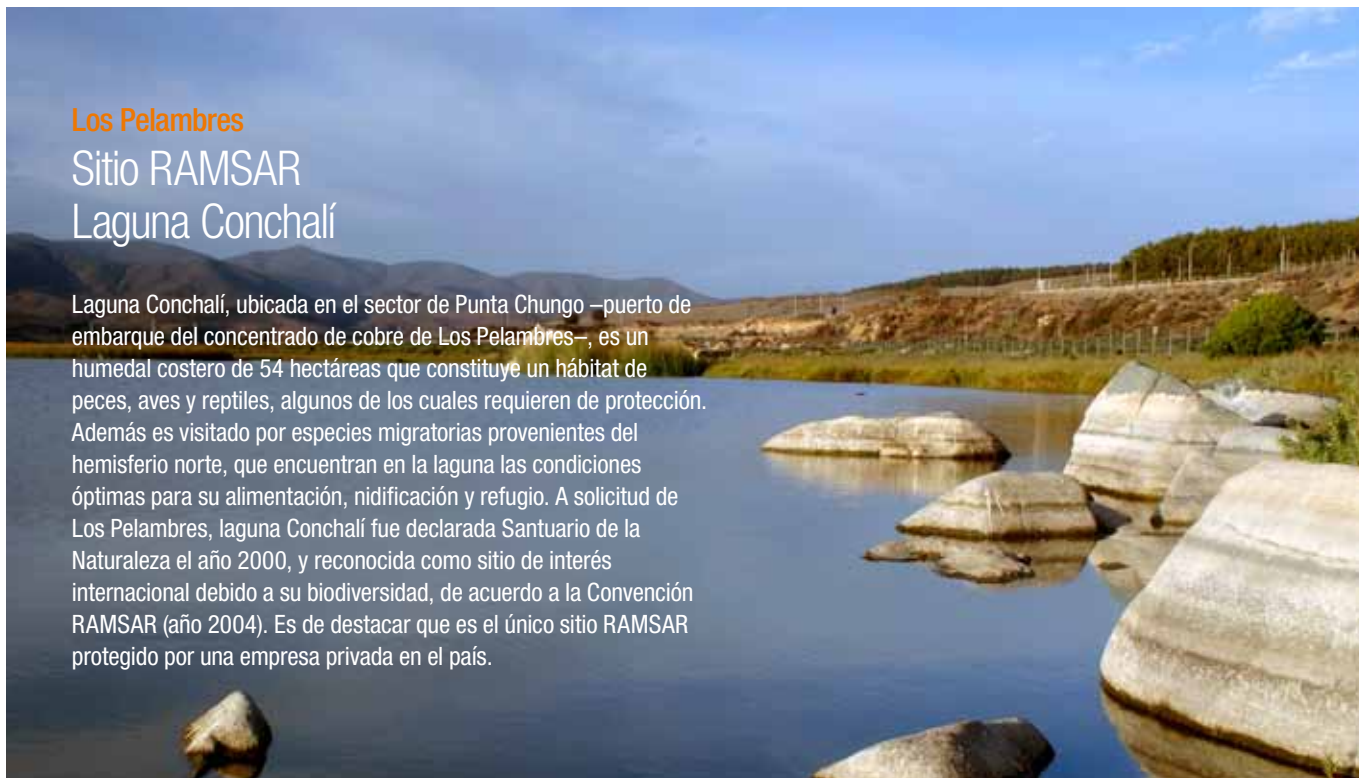 Los Pelambres
Sitio RAMSAR
Laguna Conchalí
Laguna Conchalí, ubicada en el sector de Punta Chungo –puerto de
embarque del concentrado de cobre de Los Pelambres–, es un
humedal costero de 54 hectáreas que constituye un hábitat de
peces, aves y reptiles, algunos de los cuales requieren de protección.
Además es visitado por especies migratorias provenientes del
hemisferio norte, que encuentran en la laguna las condiciones
óptimas para su alimentación, nidificación y refugio. A solicitud de
Los Pelambres, laguna Conchalí fue declarada Santuario de la
Naturaleza el año 2000, y reconocida como sitio de interés
internacional debido a su biodiversidad, de acuerdo a la Convención
RAMSAR (año 2004). Es de destacar que es el único sitio RAMSAR
protegido por una empresa privada en el país.